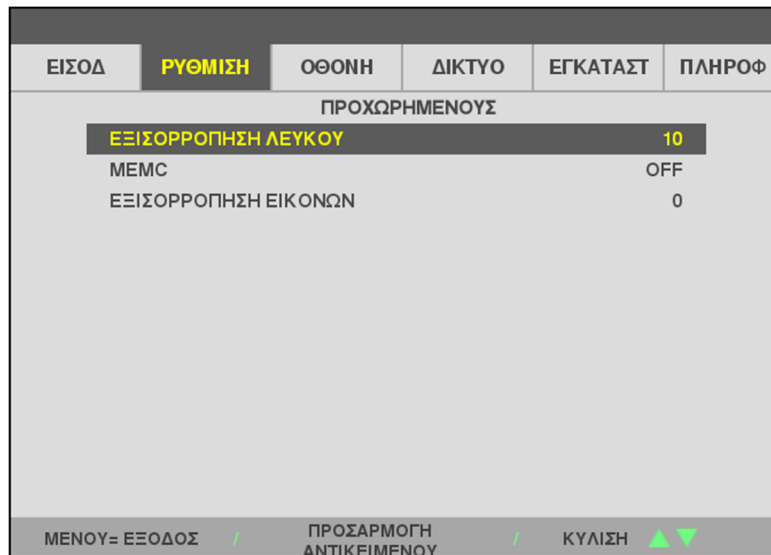 ΕΙΣΟΔ ΡΥΘΜΙΣΗ ΟΘΟΝΗ ΔΙΚΤΥΟ ΕΓΚΑΤΑΣΤ ΠΛΗΡΟΦ
ΠΡΟΧΩΡΗΜΕΝΟΥΣ
ΕΞΙΣΟΡΡΟΠΗΣΗ ΛΕΥΚΟΥ 10
MEMC OFF
ΕΞΙΣΟΡΡΟΠΗΣΗ ΕΙΚΟΝΩΝ 0
ΜΕΝΟΥ= ΕΞΟΔΟΣ / ΠΡΟΣΑΡΜΟΓΗ / ΚΥΛΙΣΗ
ΑΝΤΙΚΕΙΜΕΝΟΥ